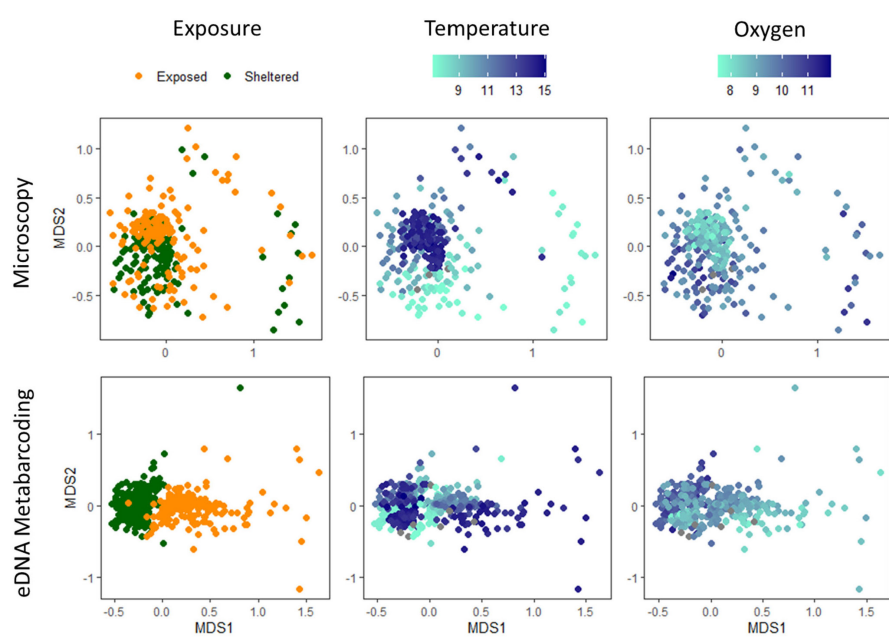 Exposure
Temperature
Oxygen
Exposed Sheltered
9 11 13 15
8 9 10 11
Microscopy
MDS2
1.0
0.5
0.0
-0.5
0 1
1.0
0.5
0.0
-0.5
0 1
1.0
0.5
0.0
-0.5
0 1
eDNA Metabarcoding
MDS2
1
0
-1
-0.5 0.0 0.5 1.0 1.5
MDS1
1
0
-1
-0.5 0.0 0.5 1.0 1.5
MDS1
1
0
-1
-0.5 0.0 0.5 1.0 1.5
MDS1